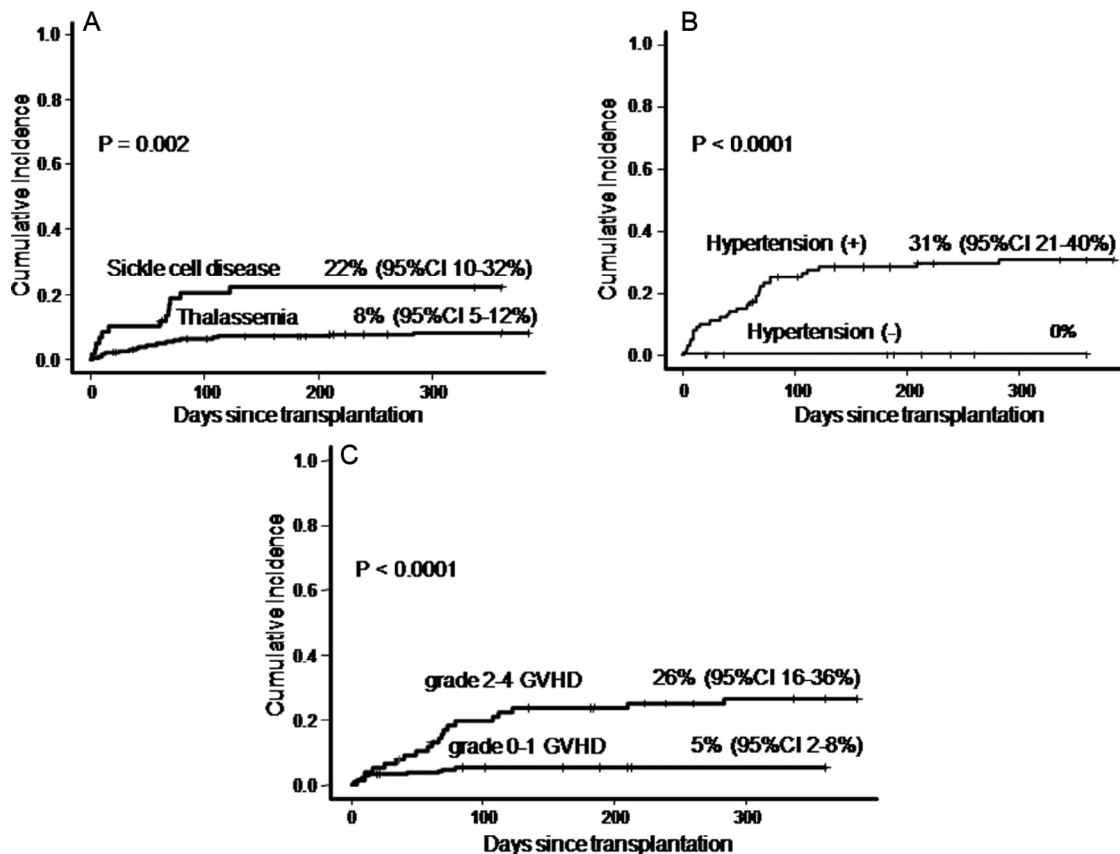 A
Cumulative Incidence
1.0
0.8
0.6
0.4
0.2
0.0
P = 0.002
Sickle cell disease 22% (95%CI 10-32%)
Thalassemia 8% (95%CI 5-12%)
0 100 200 300
Days since transplantation
B
Cumulative Incidence
1.0
0.8
0.6
0.4
0.2
0.0
P < 0.0001
Hypertension (+) 31% (95%CI 21-40%)
Hypertension (-) 0%
0 100 200 300
Days since transplantation
C
Cumulative Incidence
1.0
0.8
0.6
0.4
0.2
0.0
P < 0.0001
grade 2-4 GVHD 26% (95%CI 16-36%)
grade 0-1 GVHD 5% (95%CI 2-8%)
0 100 200 300
Days since transplantation